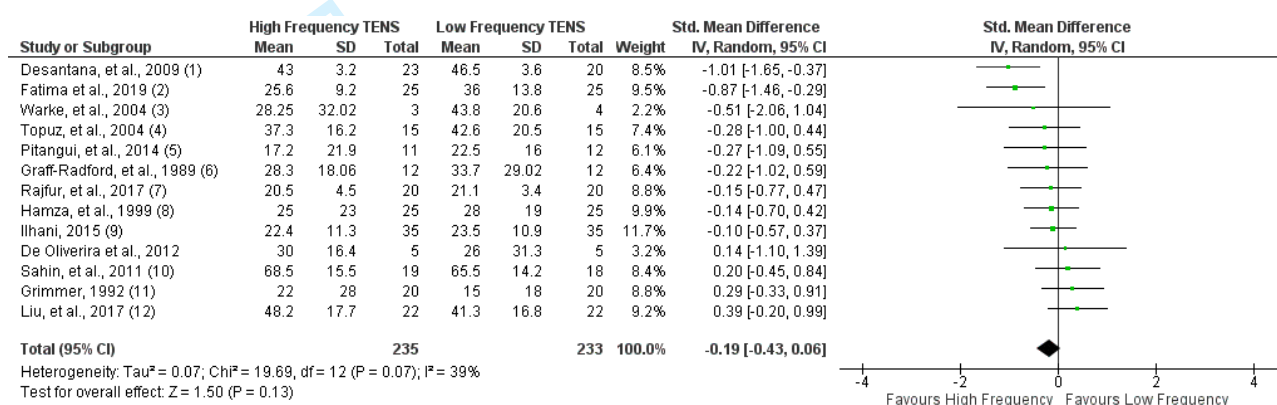 High Frequency TENS Low Frequency TENS Std. Mean Difference Std. Mean Difference
Study or Subgroup Mean SD Total Mean SD Total Weight IV, Random, 95% CI IV, Random, 95% CI
Desantana, et al., 2009 (1) 43 3.2 23 46.5 3.6 20 8.5% -1.01 [-1.65, -0.37]
Fatima et al., 2019 (2) 25.6 9.2 25 36 13.8 25 9.5% -0.87 [-1.46, -0.29]
Warke, et al., 2004 (3) 28.25 32.02 3 43.8 20.6 4 2.2% -0.51 [-2.06, 1.04]
Topuz, et al., 2004 (4) 37.3 16.2 15 42.6 20.5 15 7.4% -0.28 [-1.00, 0.44]
Pitangui, et al., 2014 (5) 17.2 21.9 11 22.5 16 12 6.1% -0.27 [-1.09, 0.55]
Graff-Radford, et al., 1989 (6) 28.3 18.06 12 33.7 29.02 12 6.4% -0.22 [-1.02, 0.59]
Rajfur, et al., 2017 (7) 20.5 4.5 20 21.1 3.4 20 8.8% -0.15 [-0.77, 0.47]
Hamza, et al., 1999 (8) 25 23 25 28 19 25 9.9% -0.14 [-0.70, 0.42]
Ilhani, 2015 (9) 22.4 11.3 35 23.5 10.9 35 11.7% -0.10 [-0.57, 0.37]
De Oliverira et al., 2012 30 16.4 5 26 31.3 5 3.2% 0.14 [-1.10, 1.39]
Sahin, et al., 2011 (10) 68.5 15.5 19 65.5 14.2 18 8.4% 0.20 [-0.45, 0.84]
Grimmer, 1992 (11) 22 28 20 15 18 20 8.8% 0.29 [-0.33, 0.91]
Liu, et al., 2017 (12) 48.2 17.7 22 41.3 16.8 22 9.2% 0.39 [-0.20, 0.99]
Total (95% CI) 235 233 100.0% -0.19 [-0.43, 0.06]
Heterogeneity: Tau² = 0.07; Chi² = 19.69, df = 12 (P = 0.07); I² = 39%
Test for overall effect: Z = 1.50 (P = 0.13)
-4 -2 0 2 4
Favours High Frequency Favours Low Frequency